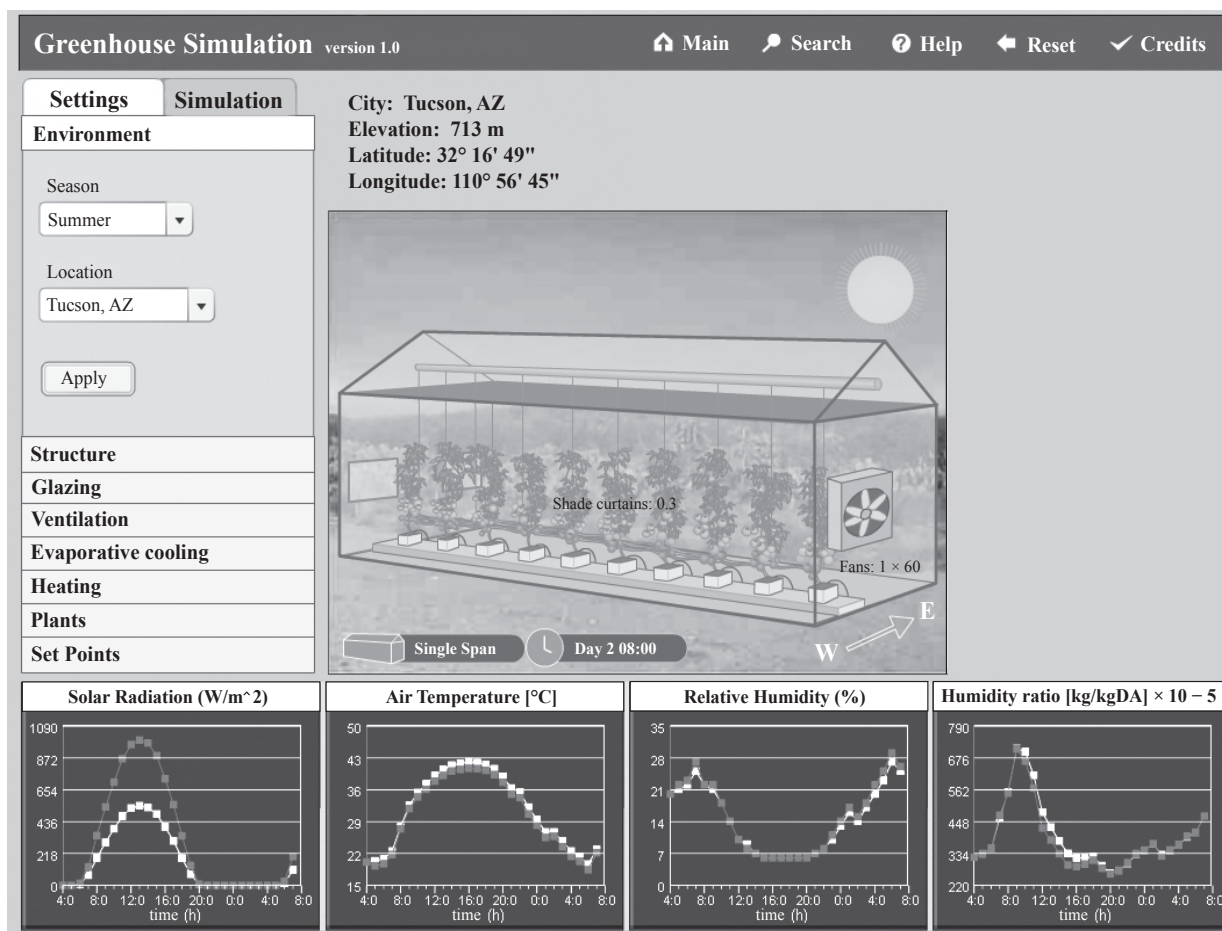 Greenhouse Simulation version 1.0
Main Search Help Reset Credits
Settings Simulation
Environment
Season
Summer
Location
Tucson, AZ
Apply
Structure
Glazing
Ventilation
Evaporative cooling
Heating
Plants
Set Points
City: Tucson, AZ
Elevation: 713 m
Latitude: 32° 16' 49"
Longitude: 110° 56' 45"
Shade curtains: 0.3
Fans: 1 × 60
E
W
Single Span
Day 2 08:00
Solar Radiation (W/m^2)
1090
872
654
436
218
0
4:0 8:0 12:0 16:0 20:0 0:0 4:0 8:0
time (h)
Air Temperature [°C]
50
43
36
29
22
15
4:0 8:0 12:0 16:0 20:0 0:0 4:0 8:0
time (h)
Relative Humidity (%)
35
28
21
14
7
0
4:0 8:0 12:0 16:0 20:0 0:0 4:0 8:0
time (h)
Humidity ratio [kg/kgDA] × 10 − 5
790
676
562
448
334
220
4:0 8:0 12:0 16:0 20:0 0:0 4:0 8:0
time (h)